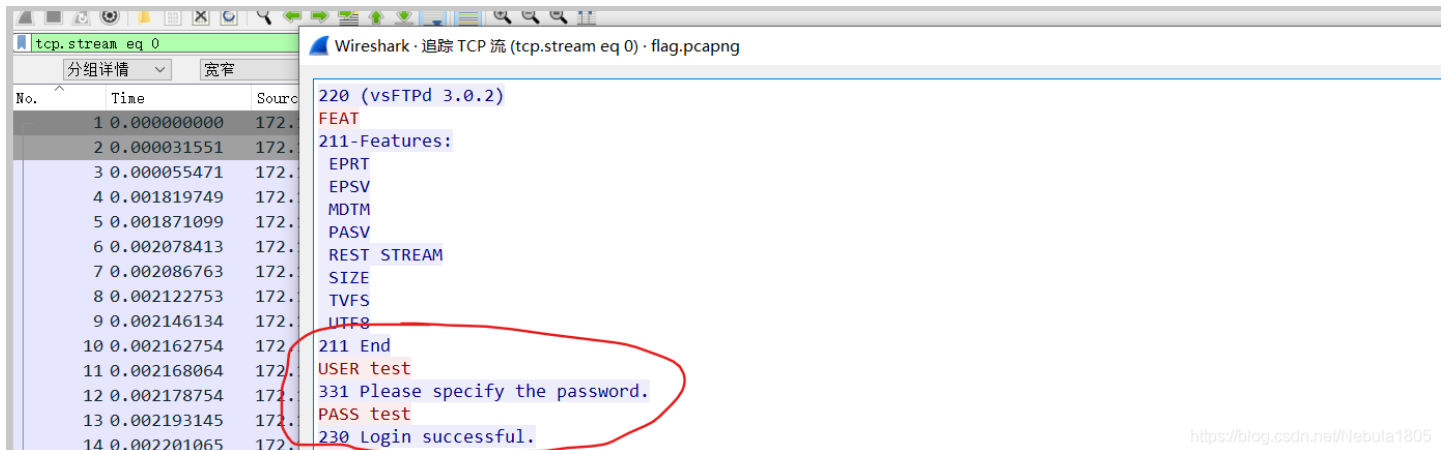 tcp.stream eq 0
Wireshark · 追踪 TCP 流 (tcp.stream eq 0) · flag.pcapng
分组详情 宽窄
No. Time Sourc
1 0.000000000 172.
2 0.000031551 172.
3 0.000055471 172.
4 0.001819749 172.
5 0.001871099 172.
6 0.002078413 172.
7 0.002086763 172.
8 0.002122753 172.
9 0.002146134 172.
10 0.002162754 172.
11 0.002168064 172.
12 0.002178754 172.
13 0.002193145 172.
14 0.002201065 172.
220 (vsFTPd 3.0.2)
FEAT
211-Features:
EPRT
EPSV
MDTM
PASV
REST STREAM
SIZE
TVFS
UTF8
211 End
USER test
331 Please specify the password.
PASS test
230 Login successful.
https://blog.csdn.net/Nebula1805